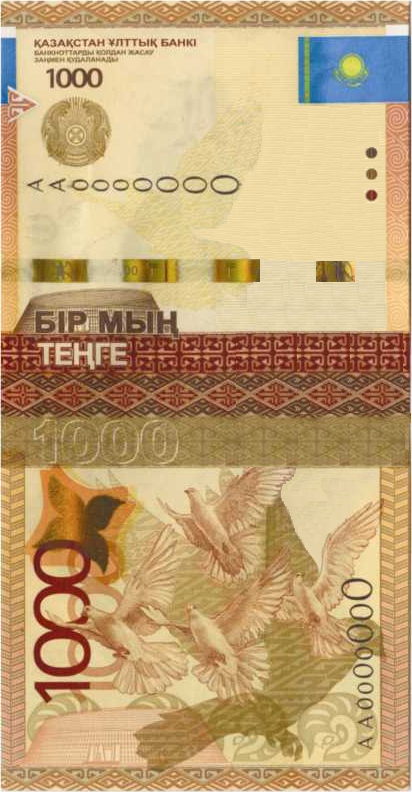 ҚАЗАҚСТАН ҰЛТТЫҚ БАНКІ
БАНКНОТТАРДЫ ҚОЛДАН ЖАСАУ
ЗАҢМЕН ҚУДАЛАНАДЫ
1000
АА0000000
БІР МЫҢ
ТЕҢГЕ
1000
1000
АА0000000